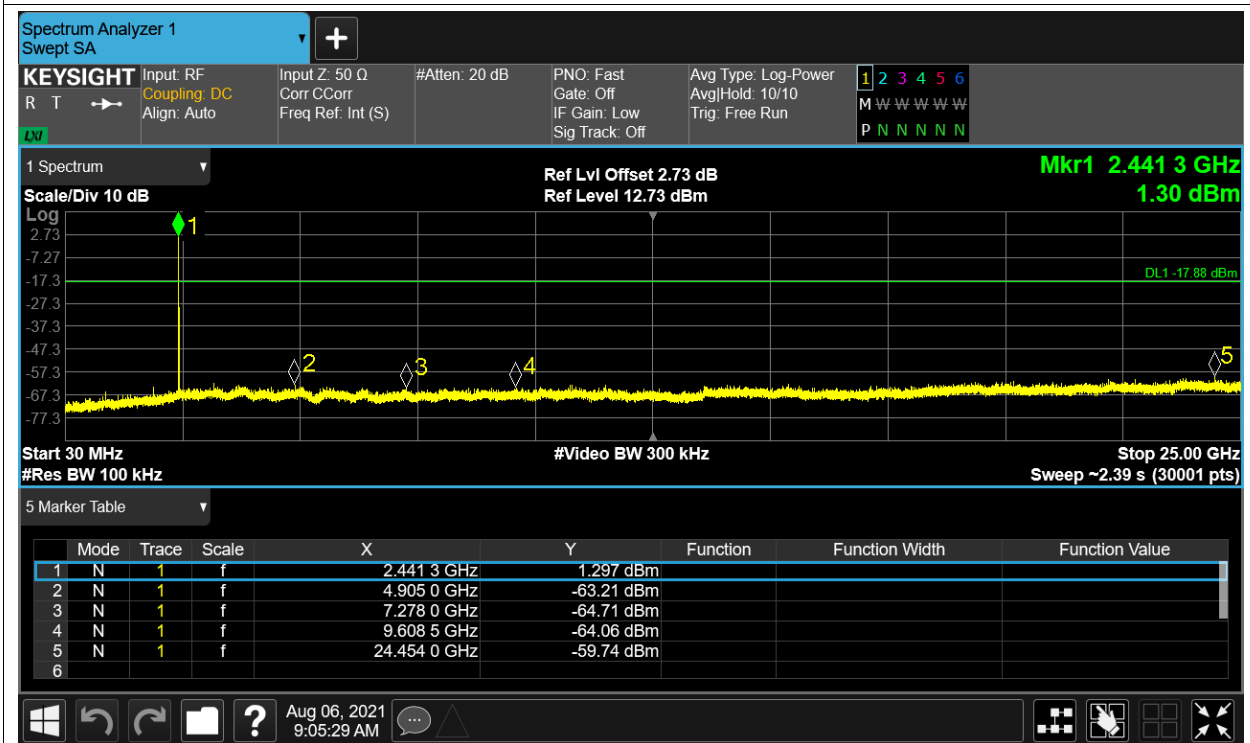 Spectrum Analyzer 1
Swept SA
KEYSIGHT
R T
LXI
Input: RF
Coupling: DC
Align: Auto
Input Z: 50 Ω
Corr CCorr
Freq Ref: Int (S)
#Atten: 20 dB
PNO: Fast
Gate: Off
IF Gain: Low
Sig Track: Off
Avg Type: Log-Power
Avg|Hold: 10/10
Trig: Free Run
1 2 3 4 5 6
M W W W W W
P N N N N N
1 Spectrum
Scale/Div 10 dB
Ref Lvl Offset 2.73 dB
Ref Level 12.73 dBm
Mkr1 2.441 3 GHz
1.30 dBm
Log
2.73
-7.27
-17.3
-27.3
-37.3
-47.3
-57.3
-67.3
-77.3
1
DL1 -17.88 dBm
2
3
4
5
Start 30 MHz
#Res BW 100 kHz
#Video BW 300 kHz
Stop 25.00 GHz
Sweep ~2.39 s (30001 pts)
5 Marker Table
Mode Trace Scale X Y Function Function Width Function Value
1 N 1 f 2.441 3 GHz 1.297 dBm
2 N 1 f 4.905 0 GHz -63.21 dBm
3 N 1 f 7.278 0 GHz -64.71 dBm
4 N 1 f 9.608 5 GHz -64.06 dBm
5 N 1 f 24.454 0 GHz -59.74 dBm
6
?
Aug 06, 2021
9:05:29 AM